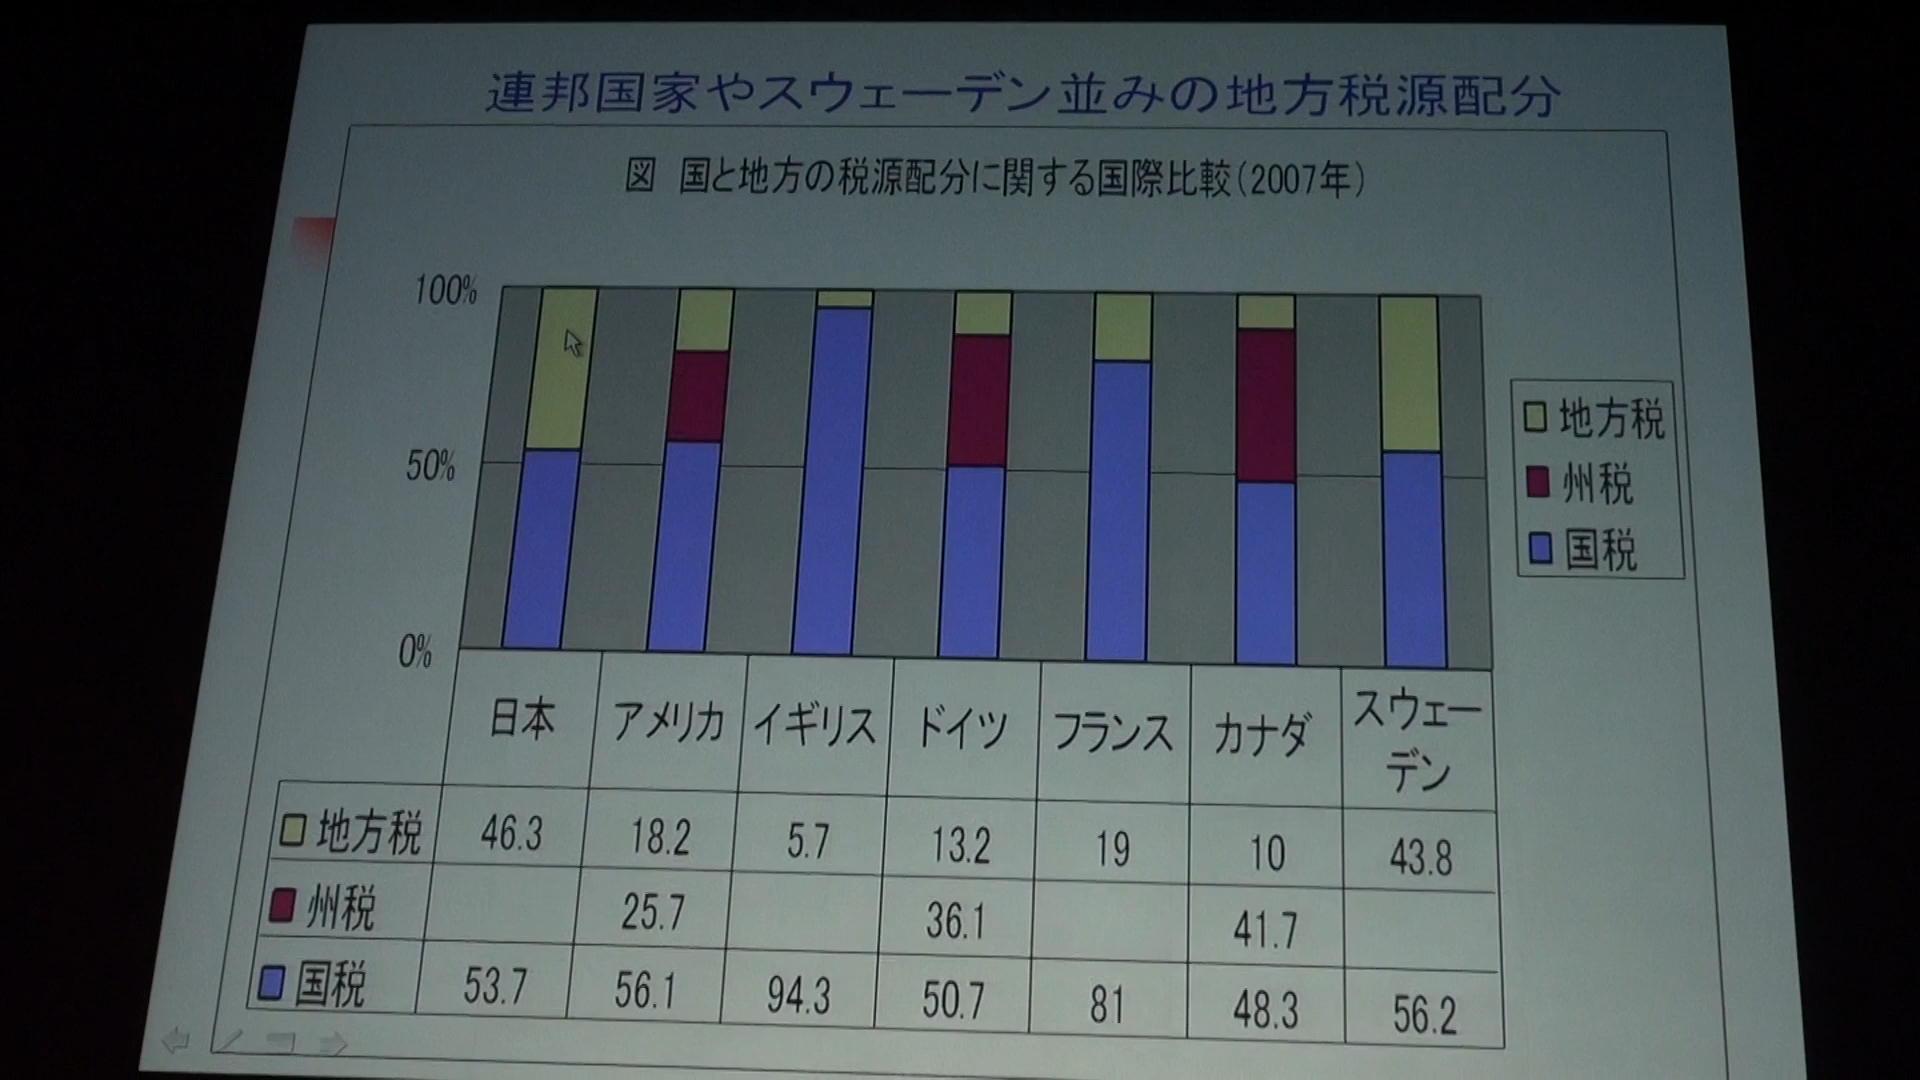 連邦国家やスウェーデン並みの地方税源配分
図 国と地方の税源配分に関する国際比較(2007年)
100%
50%
0%
地方税
州税
国税
日本 アメリカ イギリス ドイツ フランス カナダ スウェーデン
地方税 46.3 18.2 5.7 13.2 19 10 43.8
州税 25.7 36.1 41.7
国税 53.7 56.1 94.3 50.7 81 48.3 56.2